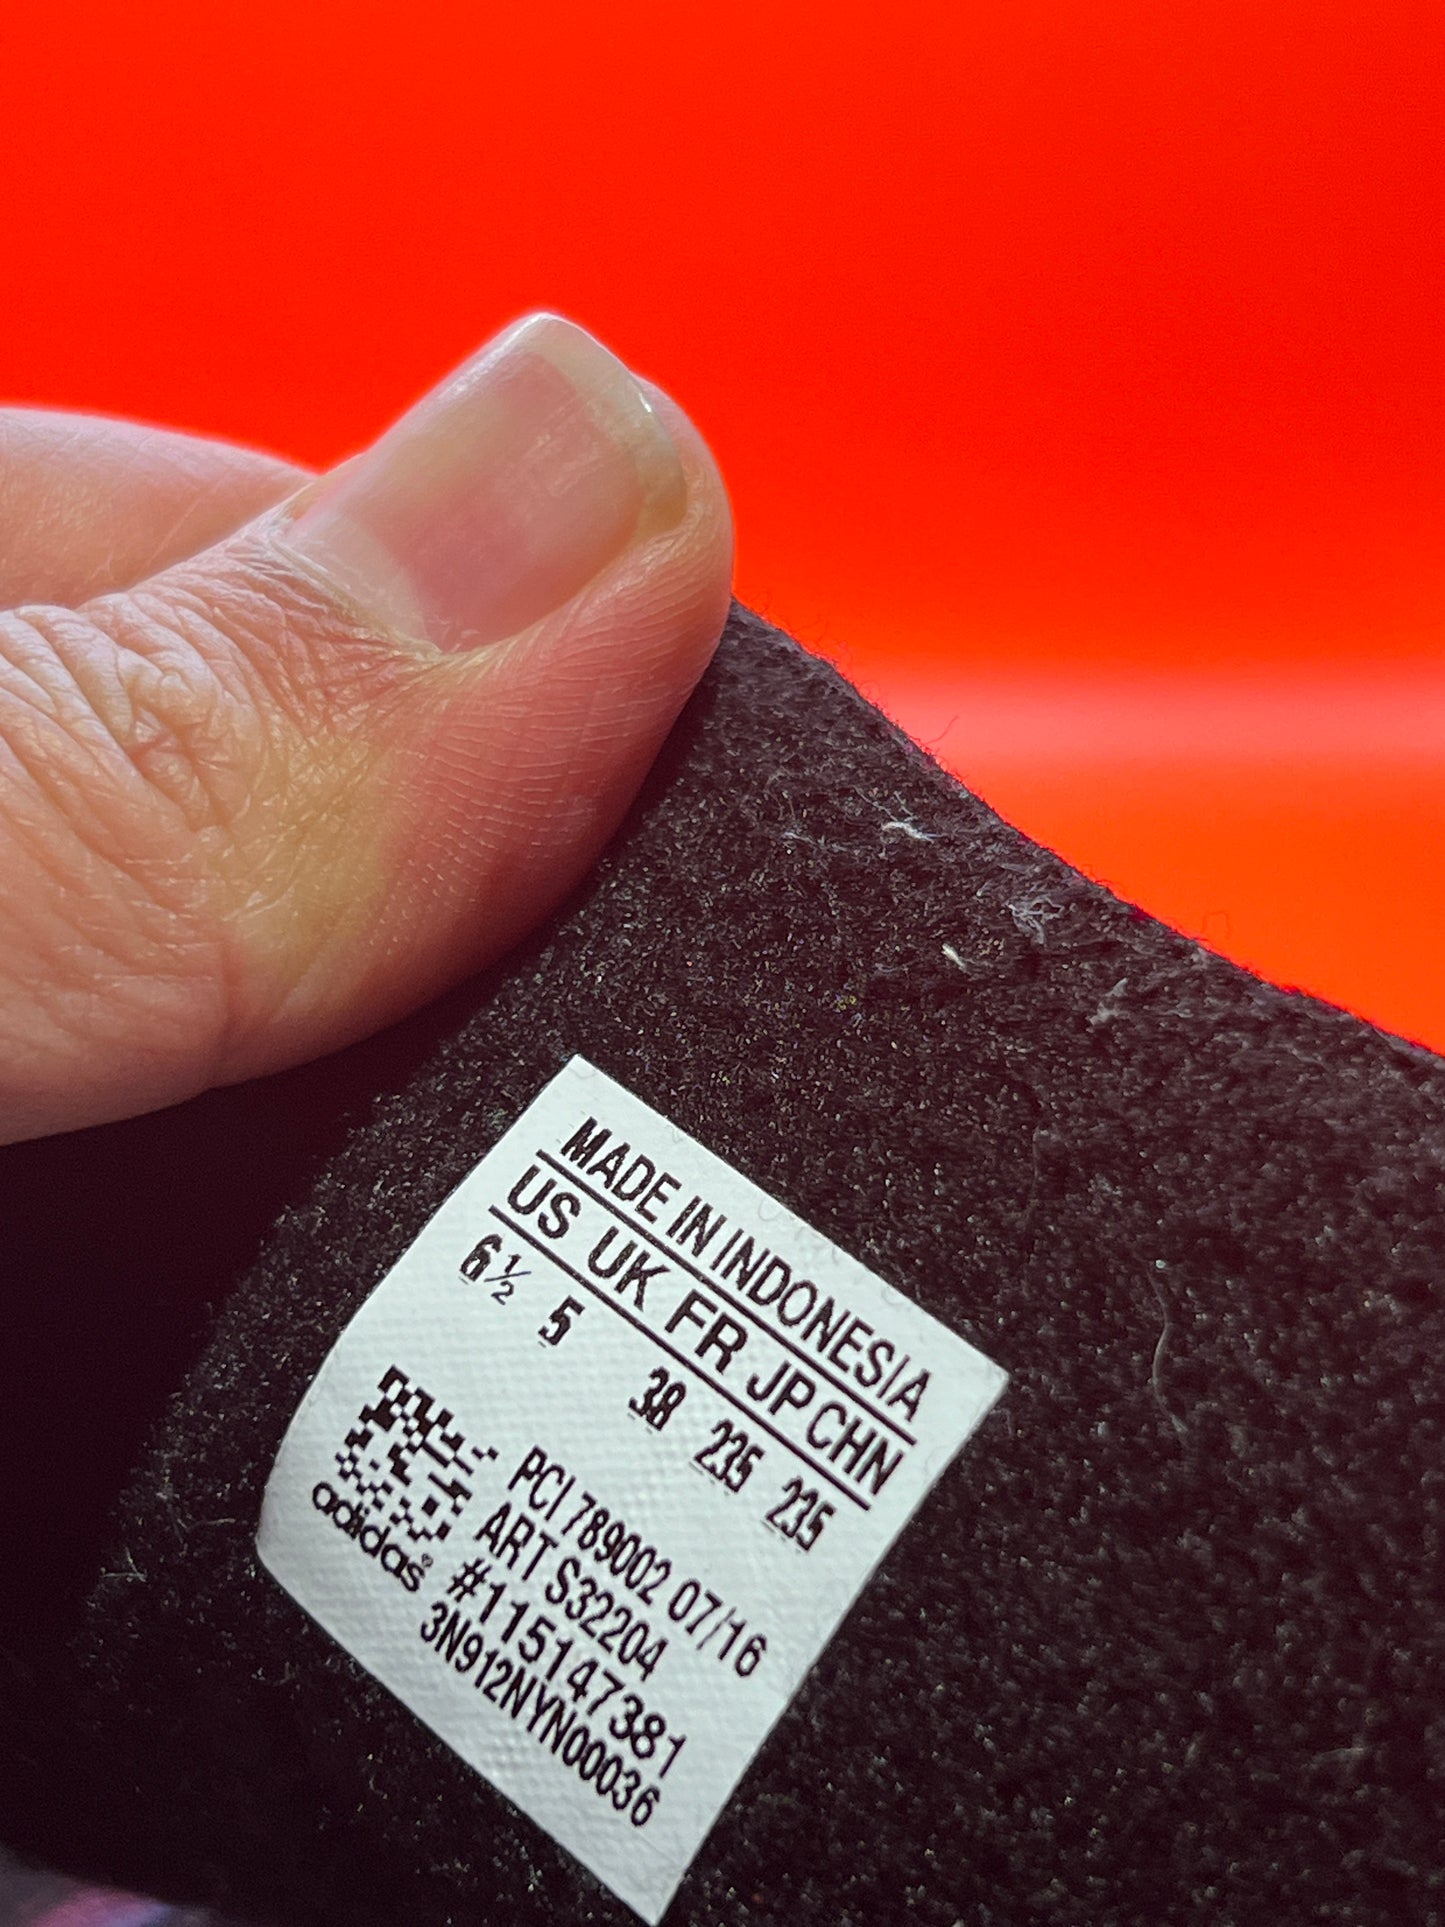 MADE IN INDONESIA
US UK FR JP CHN
6½ 5 38 235 235
PCI 789002 07/16
ART S32204
#115147381
3N912NYN00036
adidas®